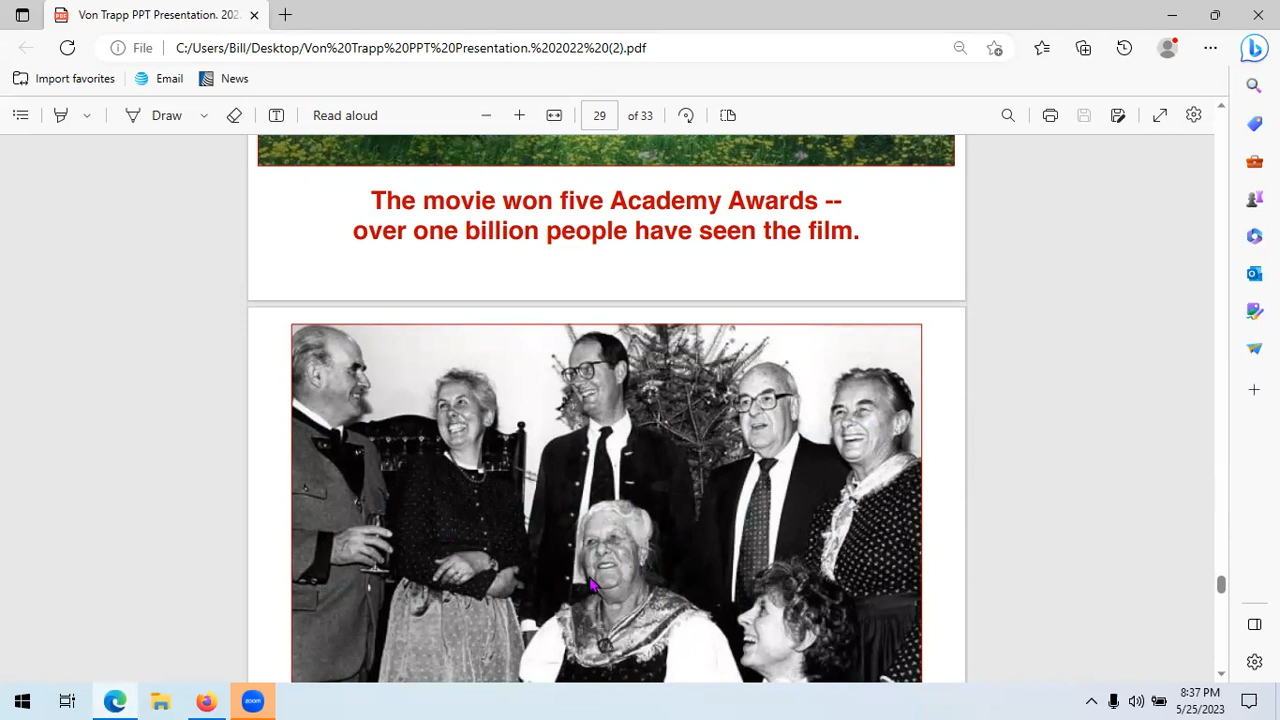 Von Trapp PPT Presentation. 202
File
C:/Users/Bill/Desktop/Von%20Trapp%20PPT%20Presentation.%202022%20(2).pdf
Import favorites
Email
News
Draw
Read aloud
29
of 33
The movie won five Academy Awards --
over one billion people have seen the film.
zoom
8:37 PM
5/25/2023